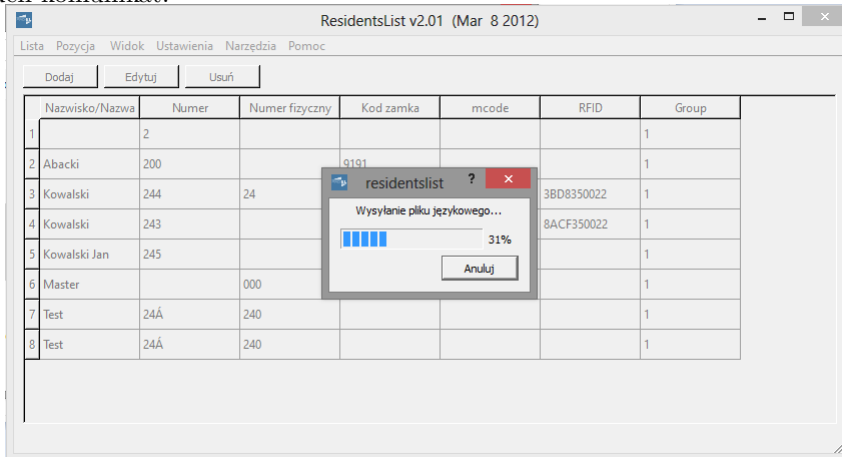 komunikat.
ResidentsList v2.01 (Mar 8 2012)
Lista Pozycja Widok Ustawienia Narzędzia Pomoc
Dodaj Edytuj Usuń
Nazwisko/Nazwa Numer Numer fizyczny Kod zamka mcode RFID Group
1 2 1
2 Abacki 200 9191 1
residentslist ?
3 Kowalski 244 24 3BD8350022 1
Wysyłanie pliku językowego...
4 Kowalski 243 8ACF350022 1
31%
5 Kowalski Jan 245 1
Anuluj
6 Master 000 1
7 Test 24Á 240 1
8 Test 24Á 240 1